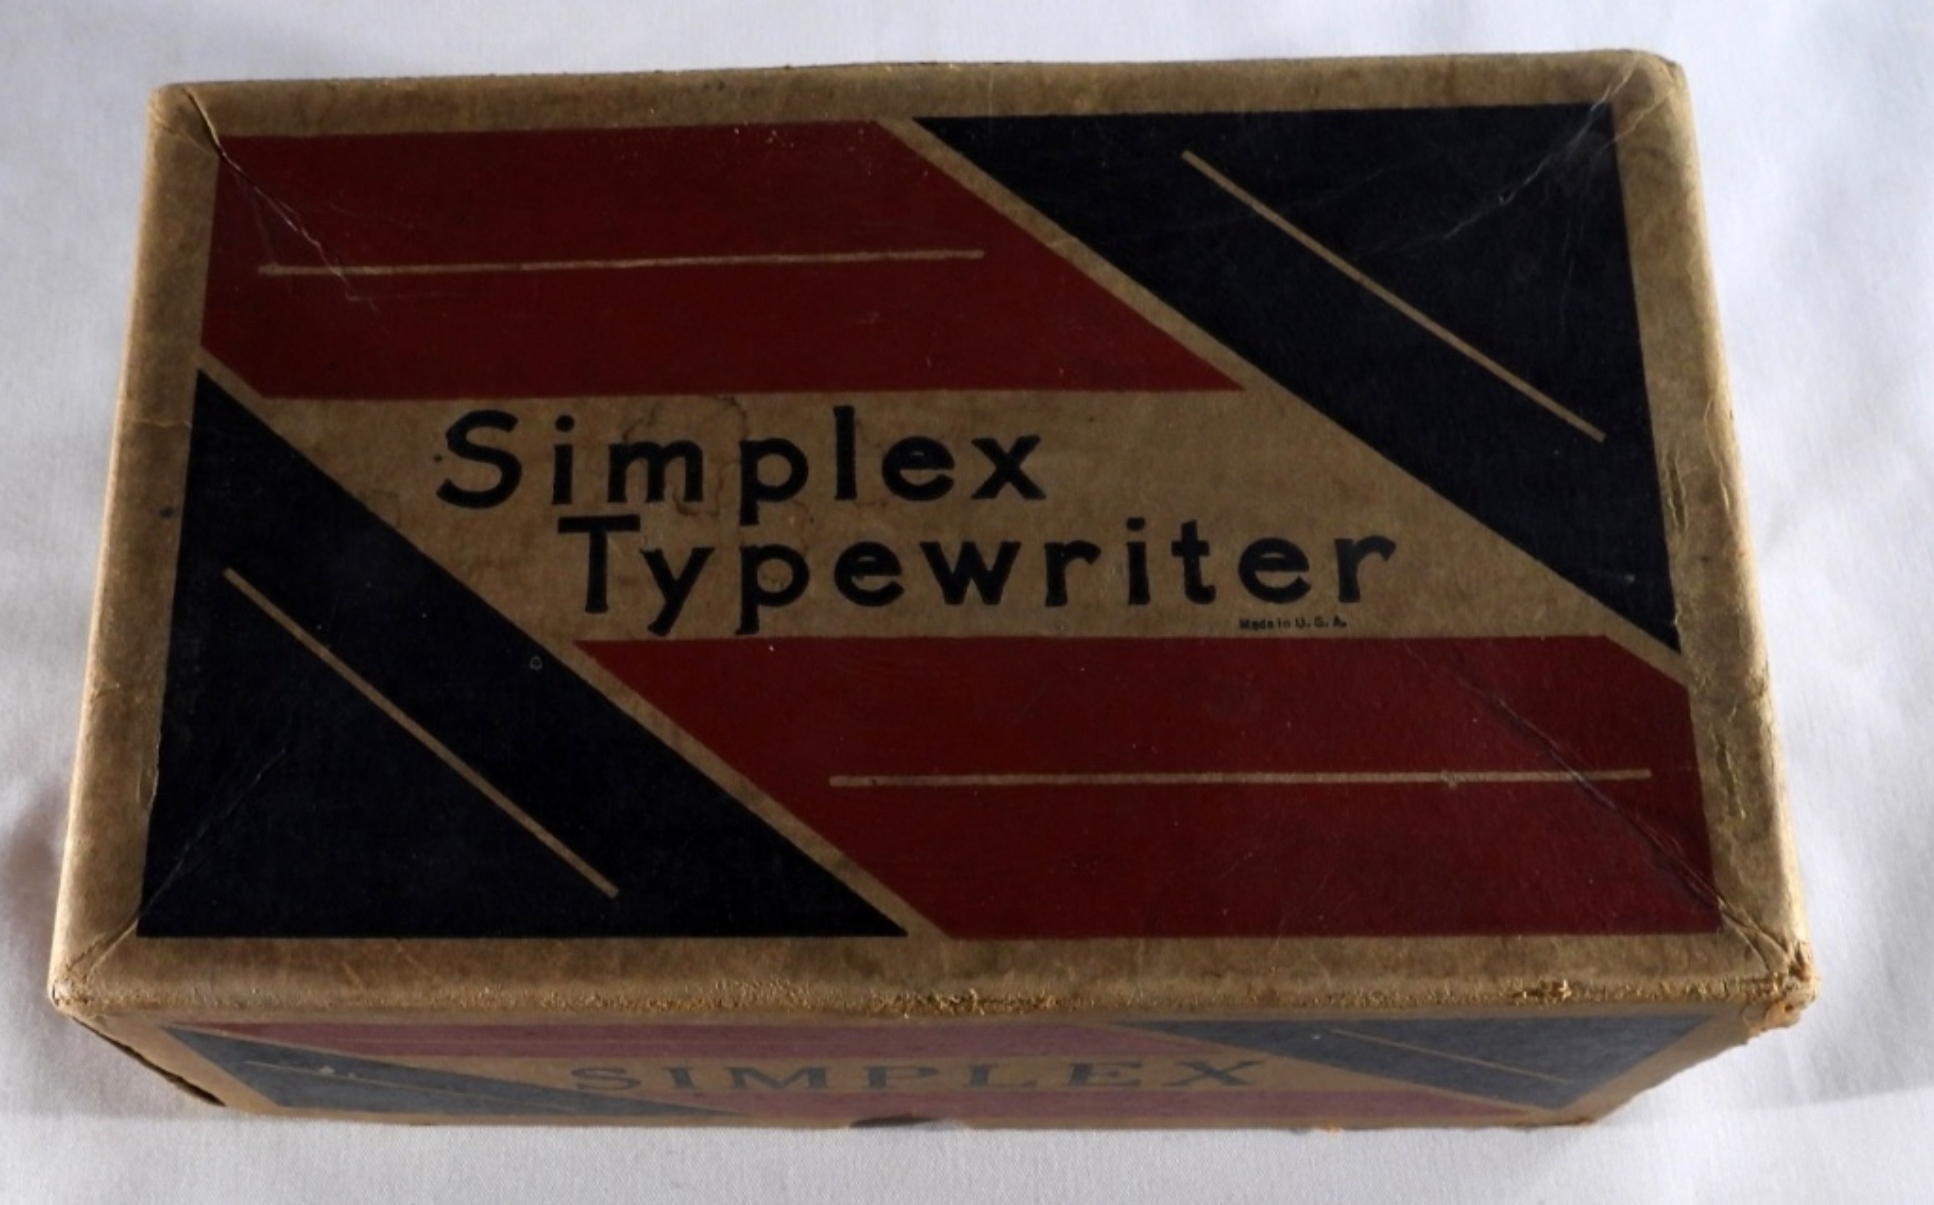 Simplex
Typewriter
Made in U.S.A.
SIMPLEX